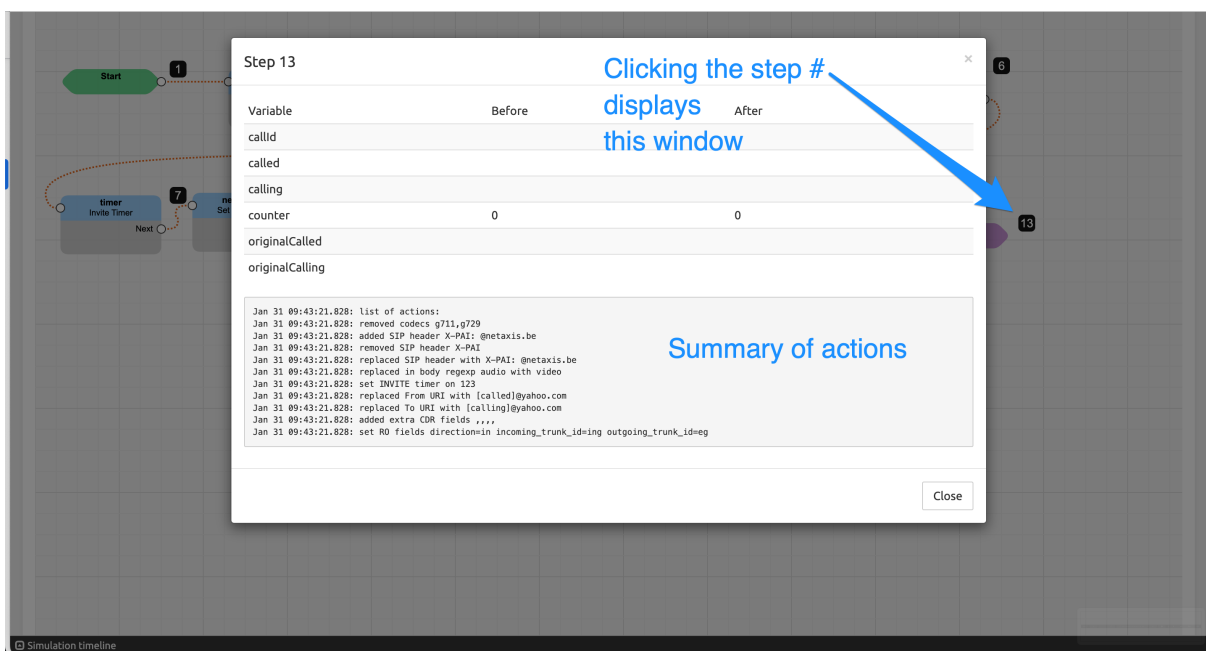 Start
1
6
Step 13
×
Clicking the step #
displays
this window
Variable Before After
callId
called
calling
counter 0 0
originalCalled
originalCalling
timer
Invite Timer
Next
7
ne
Set
13
Jan 31 09:43:21.828: list of actions:
Jan 31 09:43:21.828: removed codecs g711,g729
Jan 31 09:43:21.828: added SIP header X-PAI: @netaxis.be
Jan 31 09:43:21.828: removed SIP header X-PAI
Jan 31 09:43:21.828: replaced SIP header with X-PAI: @netaxis.be
Jan 31 09:43:21.828: replaced in body regexp audio with video
Jan 31 09:43:21.828: set INVITE timer on 123
Jan 31 09:43:21.828: replaced From URI with [called]@yahoo.com
Jan 31 09:43:21.828: replaced To URI with [calling]@yahoo.com
Jan 31 09:43:21.828: added extra CDR fields ,,,,
Jan 31 09:43:21.828: set RO fields direction=in incoming_trunk_id=ing outgoing_trunk_id=eg
Summary of actions
Close
Simulation timeline